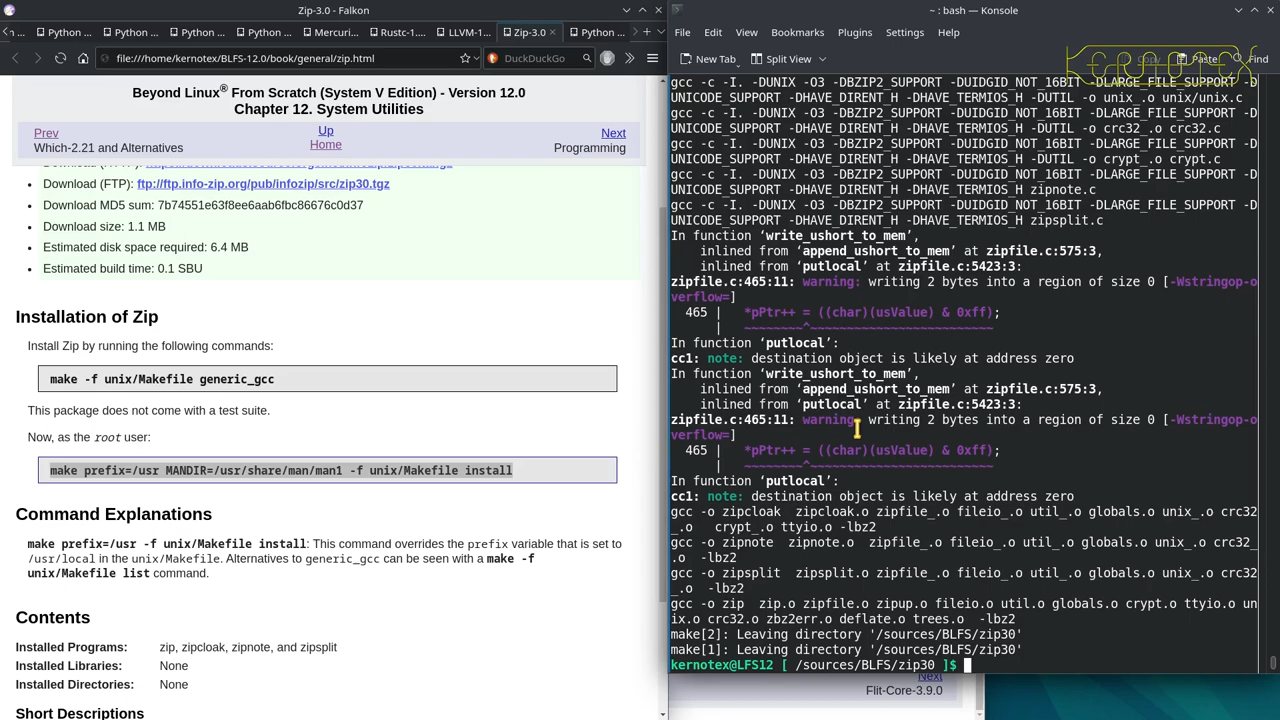 Zip-3.0 - Falkon
Python ...
Python ...
Python ...
Mercuri...
Rustc-1....
LLVM-1...
Zip-3.0
Python ...
file:///home/kernotex/BLFS-12.0/book/general/zip.html
DuckDuckGo
Beyond Linux® From Scratch (System V Edition) - Version 12.0
Chapter 12. System Utilities
Prev
Up
Next
Home
Which-2.21 and Alternatives
Programming
Download (FTP): ftp://ftp.info-zip.org/pub/infozip/src/zip30.tgz
Download MD5 sum: 7b74551e63f8ee6aab6fbc86676c0d37
Download size: 1.1 MB
Estimated disk space required: 6.4 MB
Estimated build time: 0.1 SBU
Installation of Zip
Install Zip by running the following commands:
make -f unix/Makefile generic_gcc
This package does not come with a test suite.
Now, as the root user:
make prefix=/usr MANDIR=/usr/share/man/man1 -f unix/Makefile install
Command Explanations
make prefix=/usr -f unix/Makefile install: This command overrides the prefix variable that is set to
/usr/local in the unix/Makefile. Alternatives to generic_gcc can be seen with a make -f
unix/Makefile list command.
Contents
Installed Programs: zip, zipcloak, zipnote, and zipsplit
Installed Libraries: None
Installed Directories: None
Short Descriptions
~ : bash — Konsole
File Edit View Bookmarks Plugins Settings Help
New Tab Split View Copy Paste Find
KERNOTEX
gcc -c -I. -DUNIX -O3 -DBZIP2_SUPPORT -DUIDGID_NOT_16BIT -DLARGE_FILE_SUPPORT -D
UNICODE_SUPPORT -DHAVE_DIRENT_H -DHAVE_TERMIOS_H -DUTIL -o unix_.o unix/unix.c
gcc -c -I. -DUNIX -O3 -DBZIP2_SUPPORT -DUIDGID_NOT_16BIT -DLARGE_FILE_SUPPORT -D
UNICODE_SUPPORT -DHAVE_DIRENT_H -DHAVE_TERMIOS_H -DUTIL -o crc32_.o crc32.c
gcc -c -I. -DUNIX -O3 -DBZIP2_SUPPORT -DUIDGID_NOT_16BIT -DLARGE_FILE_SUPPORT -D
UNICODE_SUPPORT -DHAVE_DIRENT_H -DHAVE_TERMIOS_H -DUTIL -o crypt_.o crypt.c
gcc -c -I. -DUNIX -O3 -DBZIP2_SUPPORT -DUIDGID_NOT_16BIT -DLARGE_FILE_SUPPORT -D
UNICODE_SUPPORT -DHAVE_DIRENT_H -DHAVE_TERMIOS_H zipnote.c
gcc -c -I. -DUNIX -O3 -DBZIP2_SUPPORT -DUIDGID_NOT_16BIT -DLARGE_FILE_SUPPORT -D
UNICODE_SUPPORT -DHAVE_DIRENT_H -DHAVE_TERMIOS_H zipsplit.c
In function ‘write_ushort_to_mem’,
inlined from ‘append_ushort_to_mem’ at zipfile.c:575:3,
inlined from ‘putlocal’ at zipfile.c:5423:3:
zipfile.c:465:11: warning: writing 2 bytes into a region of size 0 [-Wstringop-o
verflow=]
465 | *pPtr++ = ((char)(usValue) & 0xff);
| ~~~~~~~~^~~~~~~~~~~~~~~~~~~~~~~~~~
In function ‘putlocal’:
cc1: note: destination object is likely at address zero
In function ‘write_ushort_to_mem’,
inlined from ‘append_ushort_to_mem’ at zipfile.c:575:3,
inlined from ‘putlocal’ at zipfile.c:5423:3:
zipfile.c:465:11: warning: writing 2 bytes into a region of size 0 [-Wstringop-o
verflow=]
465 | *pPtr++ = ((char)(usValue) & 0xff);
| ~~~~~~~~^~~~~~~~~~~~~~~~~~~~~~~~~~
In function ‘putlocal’:
cc1: note: destination object is likely at address zero
gcc -o zipcloak zipcloak.o zipfile_.o fileio_.o util_.o globals.o unix_.o crc32
_.o crypt_.o ttyio.o -lbz2
gcc -o zipnote zipnote.o zipfile_.o fileio_.o util_.o globals.o unix_.o crc32_
.o -lbz2
gcc -o zipsplit zipsplit.o zipfile_.o fileio_.o util_.o globals.o unix_.o crc32
_.o -lbz2
gcc -o zip zip.o zipfile.o zipup.o fileio.o util.o globals.o crypt.o ttyio.o un
ix.o crc32.o zbz2err.o deflate.o trees.o -lbz2
make[2]: Leaving directory '/sources/BLFS/zip30'
make[1]: Leaving directory '/sources/BLFS/zip30'
kernotex@LFS12 [ /sources/BLFS/zip30 ]$
Next
Flit-Core-3.9.0